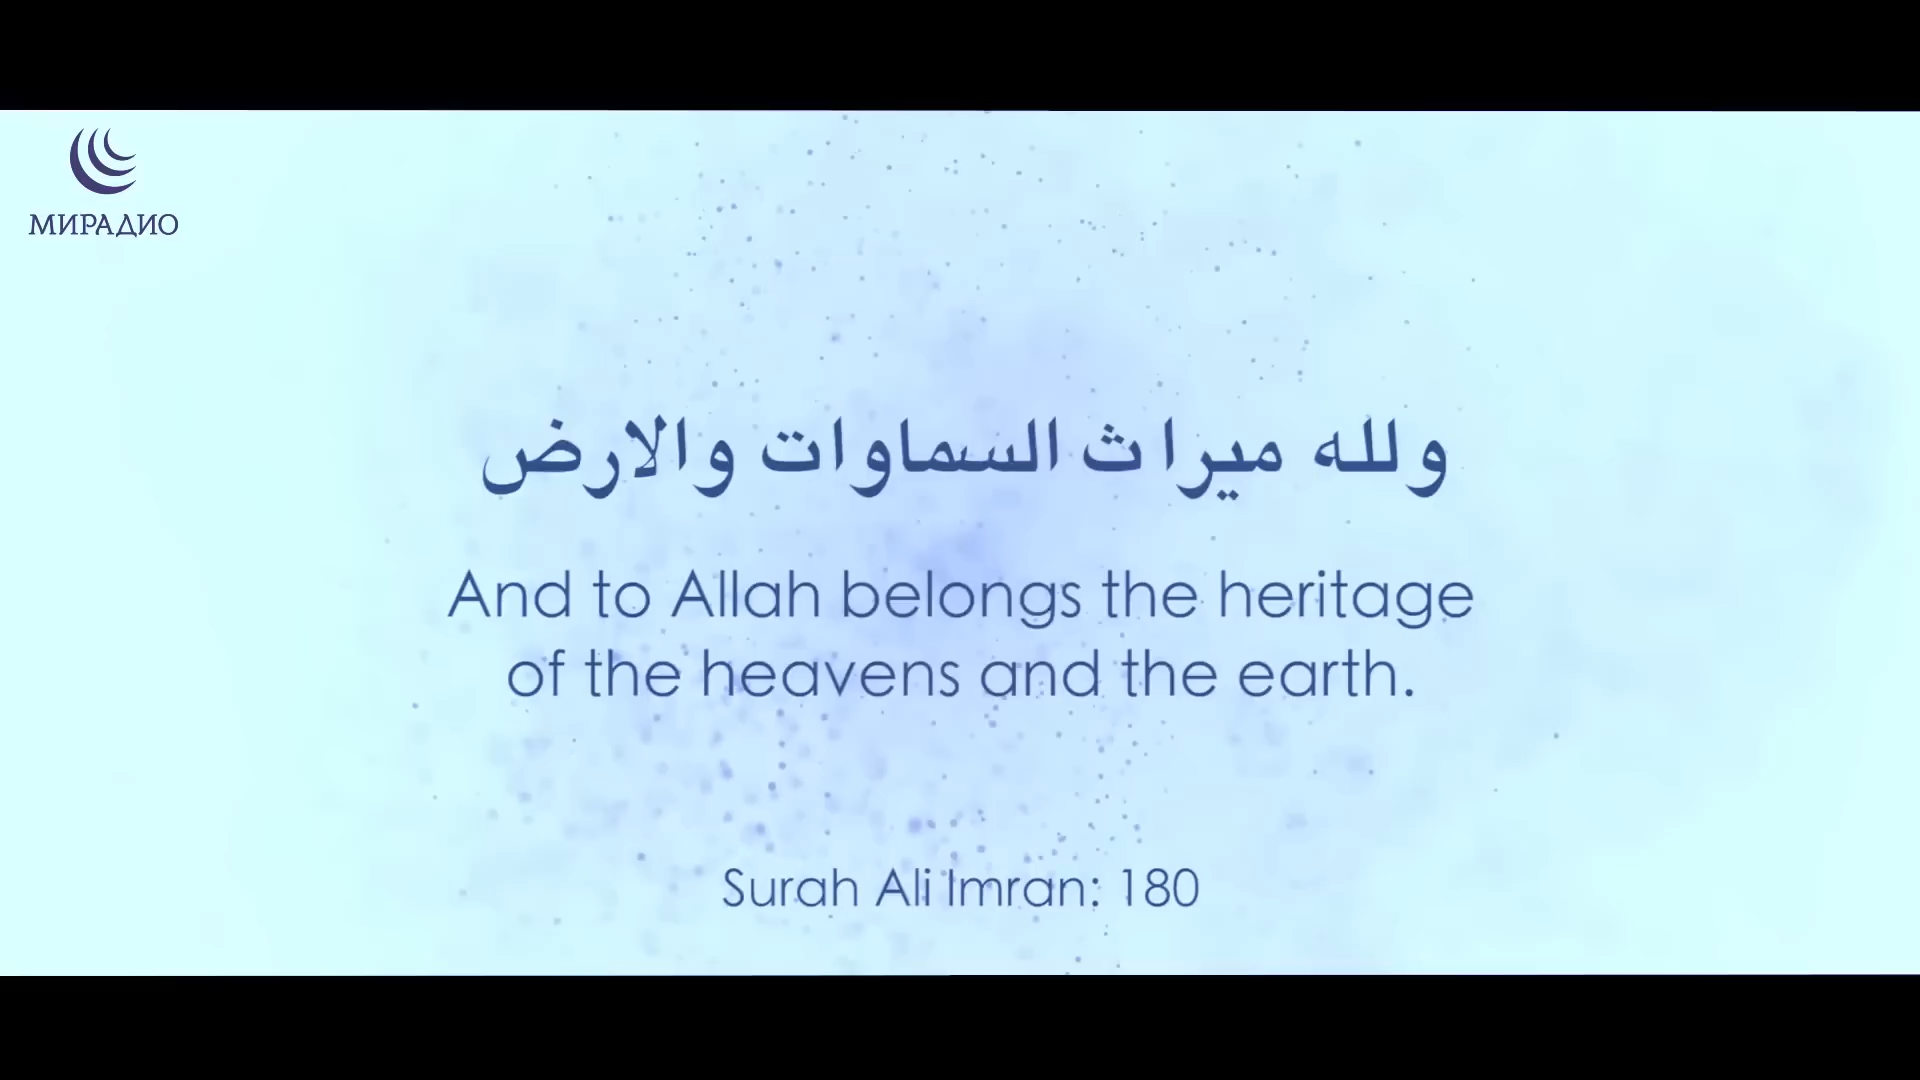 МИРАДИО
ولله ميراث السماوات والارض
And to Allah belongs the heritage
of the heavens and the earth.
Surah Ali Imran: 180